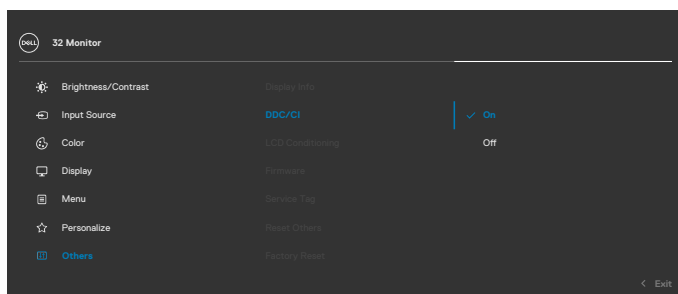 DELL
32 Monitor
Brightness/Contrast
Display Info
Input Source
DDC/CI
On
Color
LCD Conditioning
Off
Display
Firmware
Menu
Service Tag
Personalize
Reset Others
Others
Factory Reset
Exit